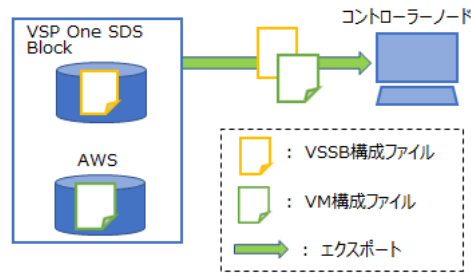 コントローラーノード
VSP One SDS
Block
AWS
： VSSB構成ファイル
： VM構成ファイル
： エクスポート